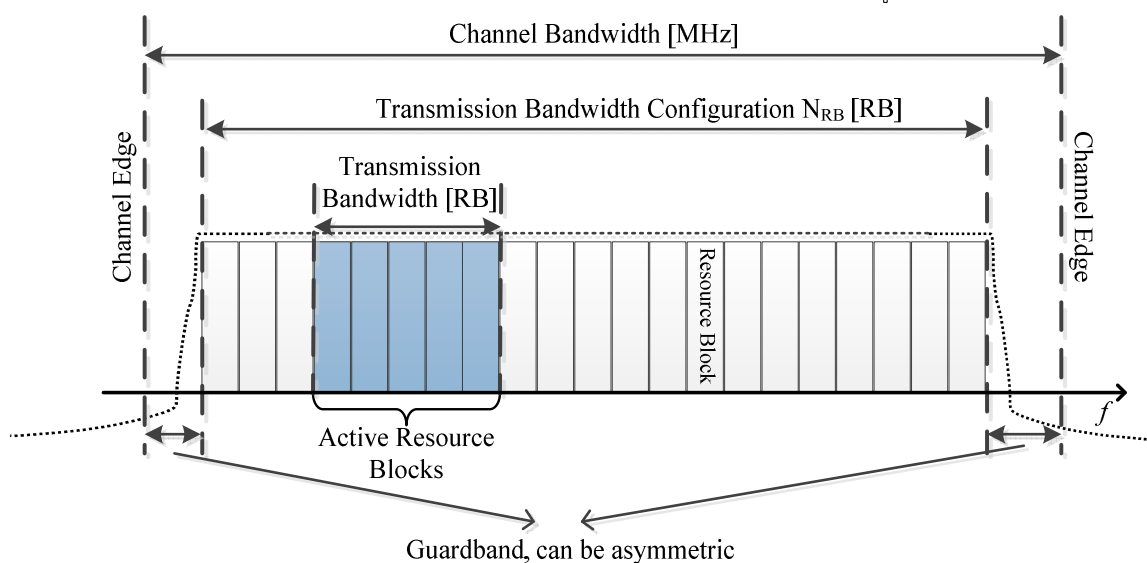 Channel Bandwidth [MHz]
Transmission Bandwidth Configuration NRB [RB]
Transmission
Bandwidth [RB]
Channel Edge
Channel Edge
Resource Block
f
Active Resource
Blocks
Guardband, can be asymmetric